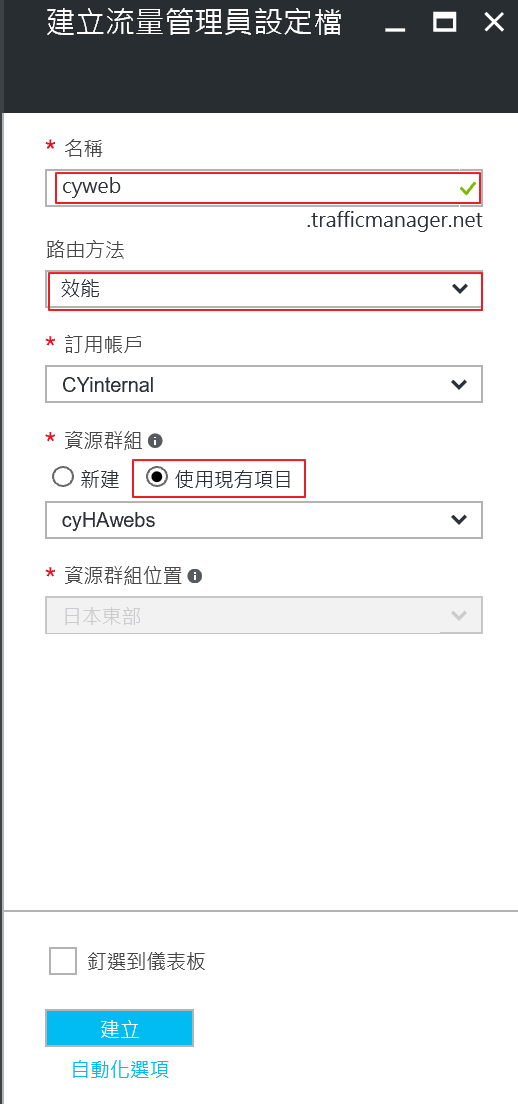 建立流量管理員設定檔
* 名稱
cyweb
.trafficmanager.net
路由方法
效能
* 訂用帳戶
CYinternal
* 資源群組
新建 使用現有項目
cyHAwebs
* 資源群組位置
日本東部
釘選到儀表板
建立
自動化選項